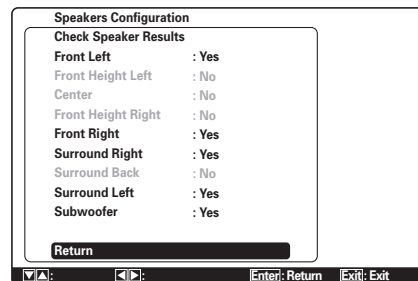 Speakers Configuration
Check Speaker Results
Front Left : Yes
Front Height Left : No
Center : No
Front Height Right : No
Front Right : Yes
Surround Right : Yes
Surround Back : No
Surround Left : Yes
Subwoofer : Yes
Return
▼▲: ◀▶: Enter: Return Exit: Exit